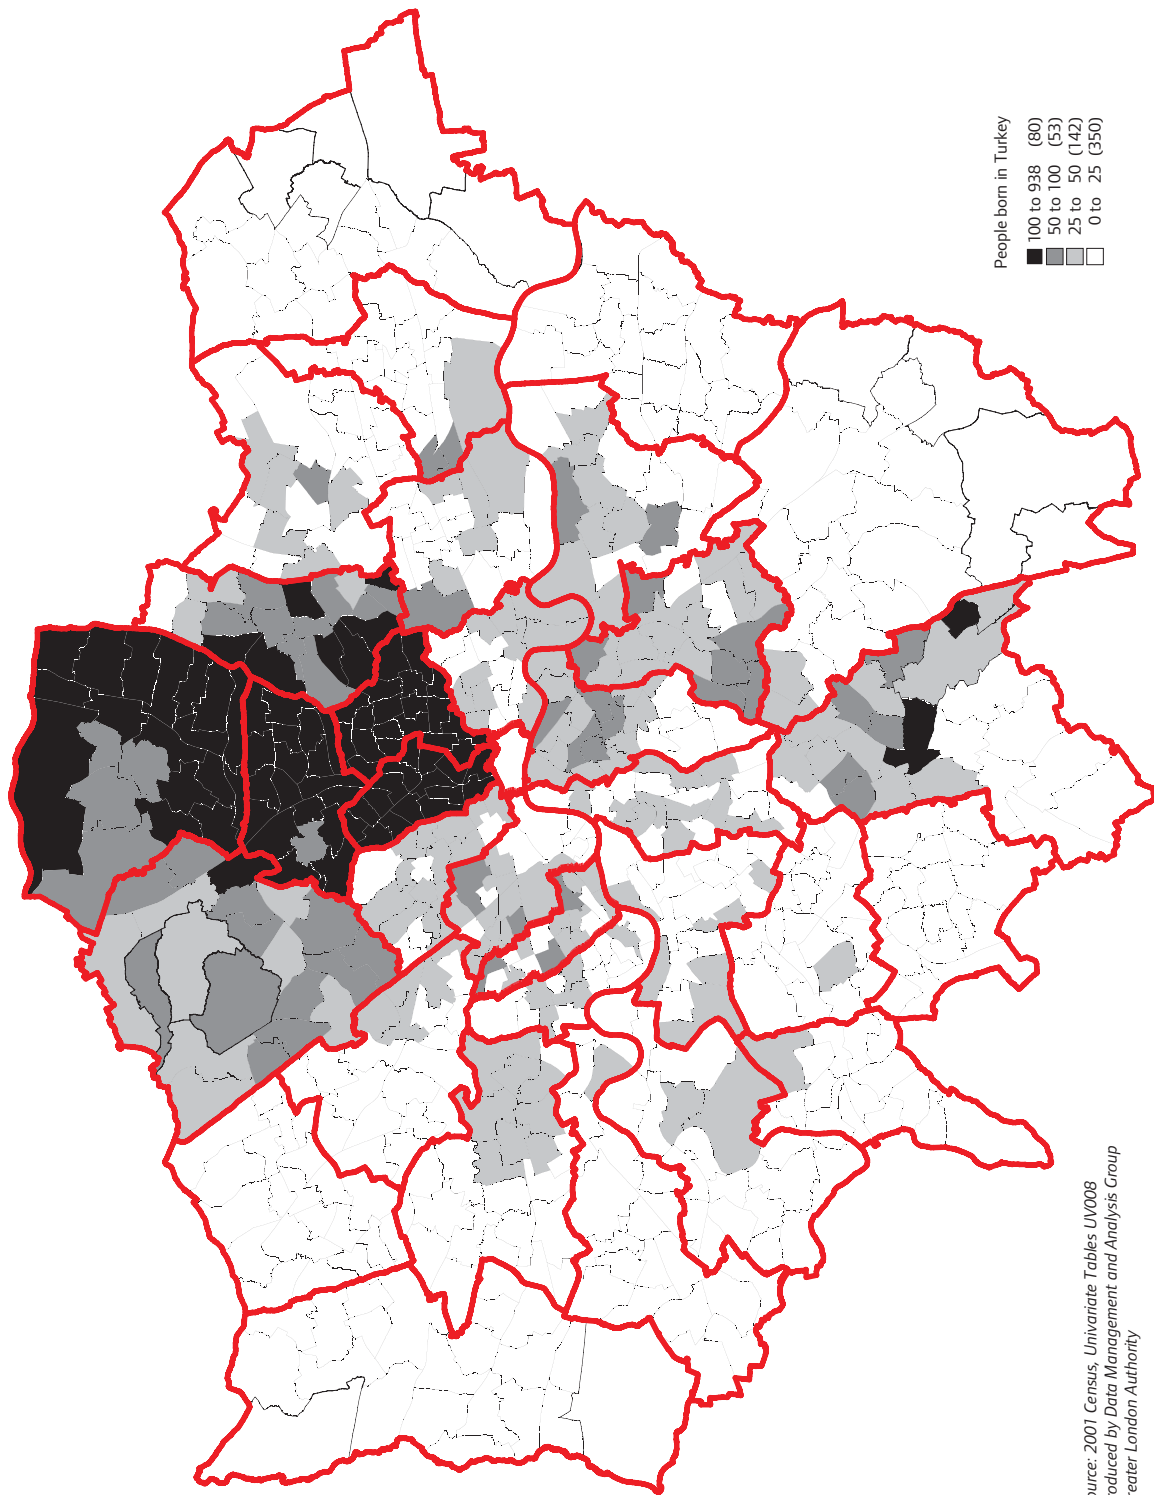 People born in Turkey
100 to 938 (80)
50 to 100 (53)
25 to 50 (142)
0 to 25 (350)
urce: 2001 Census, Univariate Tables UV008
oduced by Data Management and Analysis Group
eater London Authority